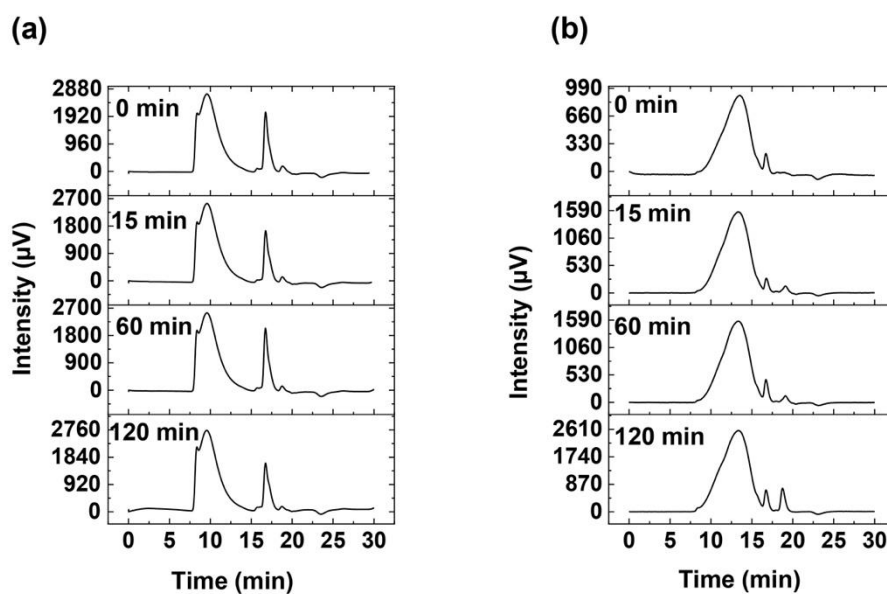 (a)
Intensity (µV)
2880
1920
960
0
0 min
2700
1800
900
0
15 min
2700
1800
900
0
60 min
2760
1840
920
0
120 min
0 5 10 15 20 25 30
Time (min)
(b)
Intensity (µV)
990
660
330
0
0 min
1590
1060
530
0
15 min
1590
1060
530
0
60 min
2610
1740
870
0
120 min
0 5 10 15 20 25 30
Time (min)